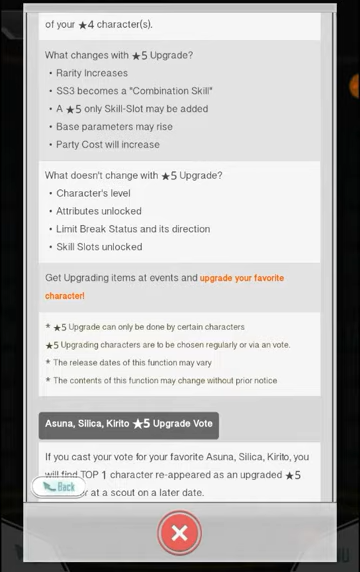 of your ★4 character(s).
What changes with ★5 Upgrade?
• Rarity Increases
• SS3 becomes a "Combination Skill"
• A ★5 only Skill-Slot may be added
• Base parameters may rise
• Party Cost will increase
What doesn't change with ★5 Upgrade?
• Character's level
• Attributes unlocked
• Limit Break Status and its direction
• Skill Slots unlocked
Get Upgrading items at events and upgrade your favorite
character!
* ★5 Upgrade can only be done by certain characters
★5 Upgrading characters are to be chosen regularly or via an vote.
* The release dates of this function may vary
* The contents of this function may change without prior notice
Asuna, Silica, Kirito ★5 Upgrade Vote
If you cast your vote for your favorite Asuna, Silica, Kirito, you
will find TOP 1 character re-appeared as an upgraded ★5
Back
at a scout on a later date.